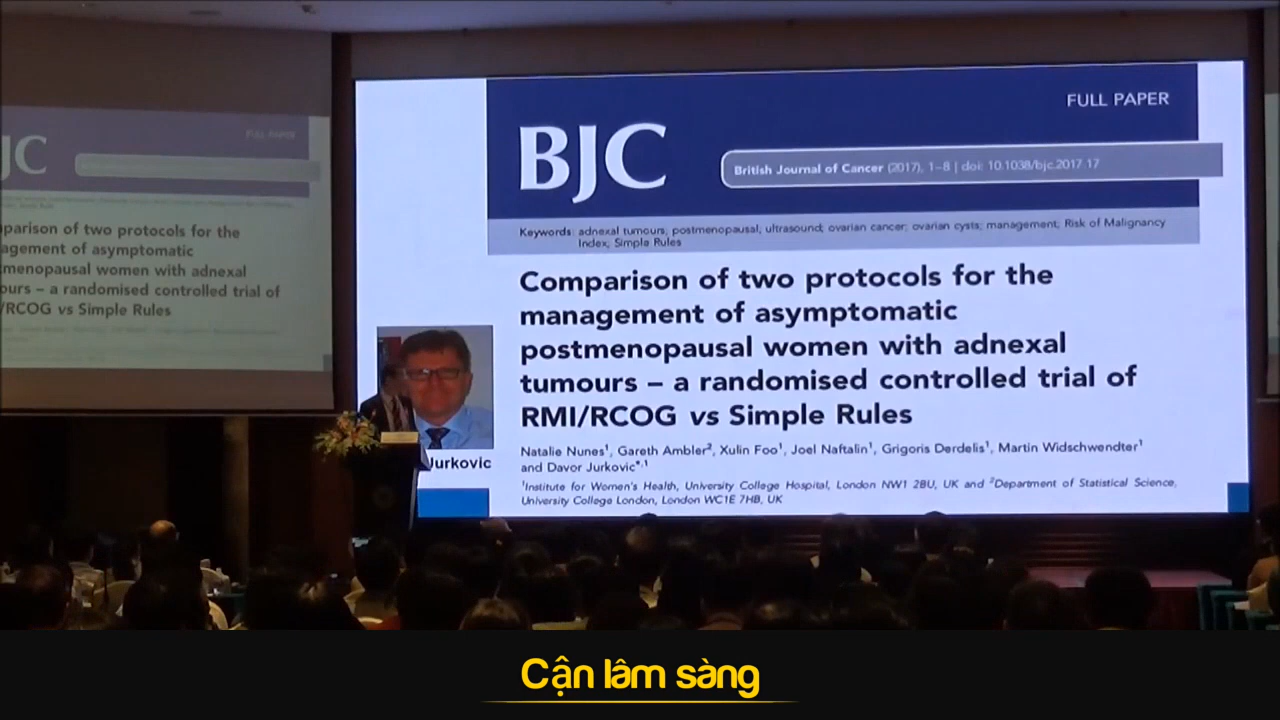 FULL PAPER
BJC
British Journal of Cancer (2017), 1–8 | doi: 10.1038/bjc.2017.17
Keywords: adnexal tumours; postmenopausal; ultrasound; ovarian cancer; ovarian cysts; management; Risk of Malignancy
Index; Simple Rules
Comparison of two protocols for the
management of asymptomatic
postmenopausal women with adnexal
tumours – a randomised controlled trial of
RMI/RCOG vs Simple Rules
Natalie Nunes¹, Gareth Ambler², Xulin Foo¹, Joel Naftalin¹, Grigoris Derdelis¹, Martin Widschwendter¹
and Davor Jurkovic*,¹
¹Institute for Women's Health, University College Hospital, London NW1 2BU, UK and ²Department of Statistical Science,
University College London, London WC1E 7HB, UK
Jurkovic
JC
parison of two protocols for the
agement of asymptomatic
menopausal women with adnexal
ours – a randomised controlled trial of
/RCOG vs Simple Rules
Cận lâm sàng